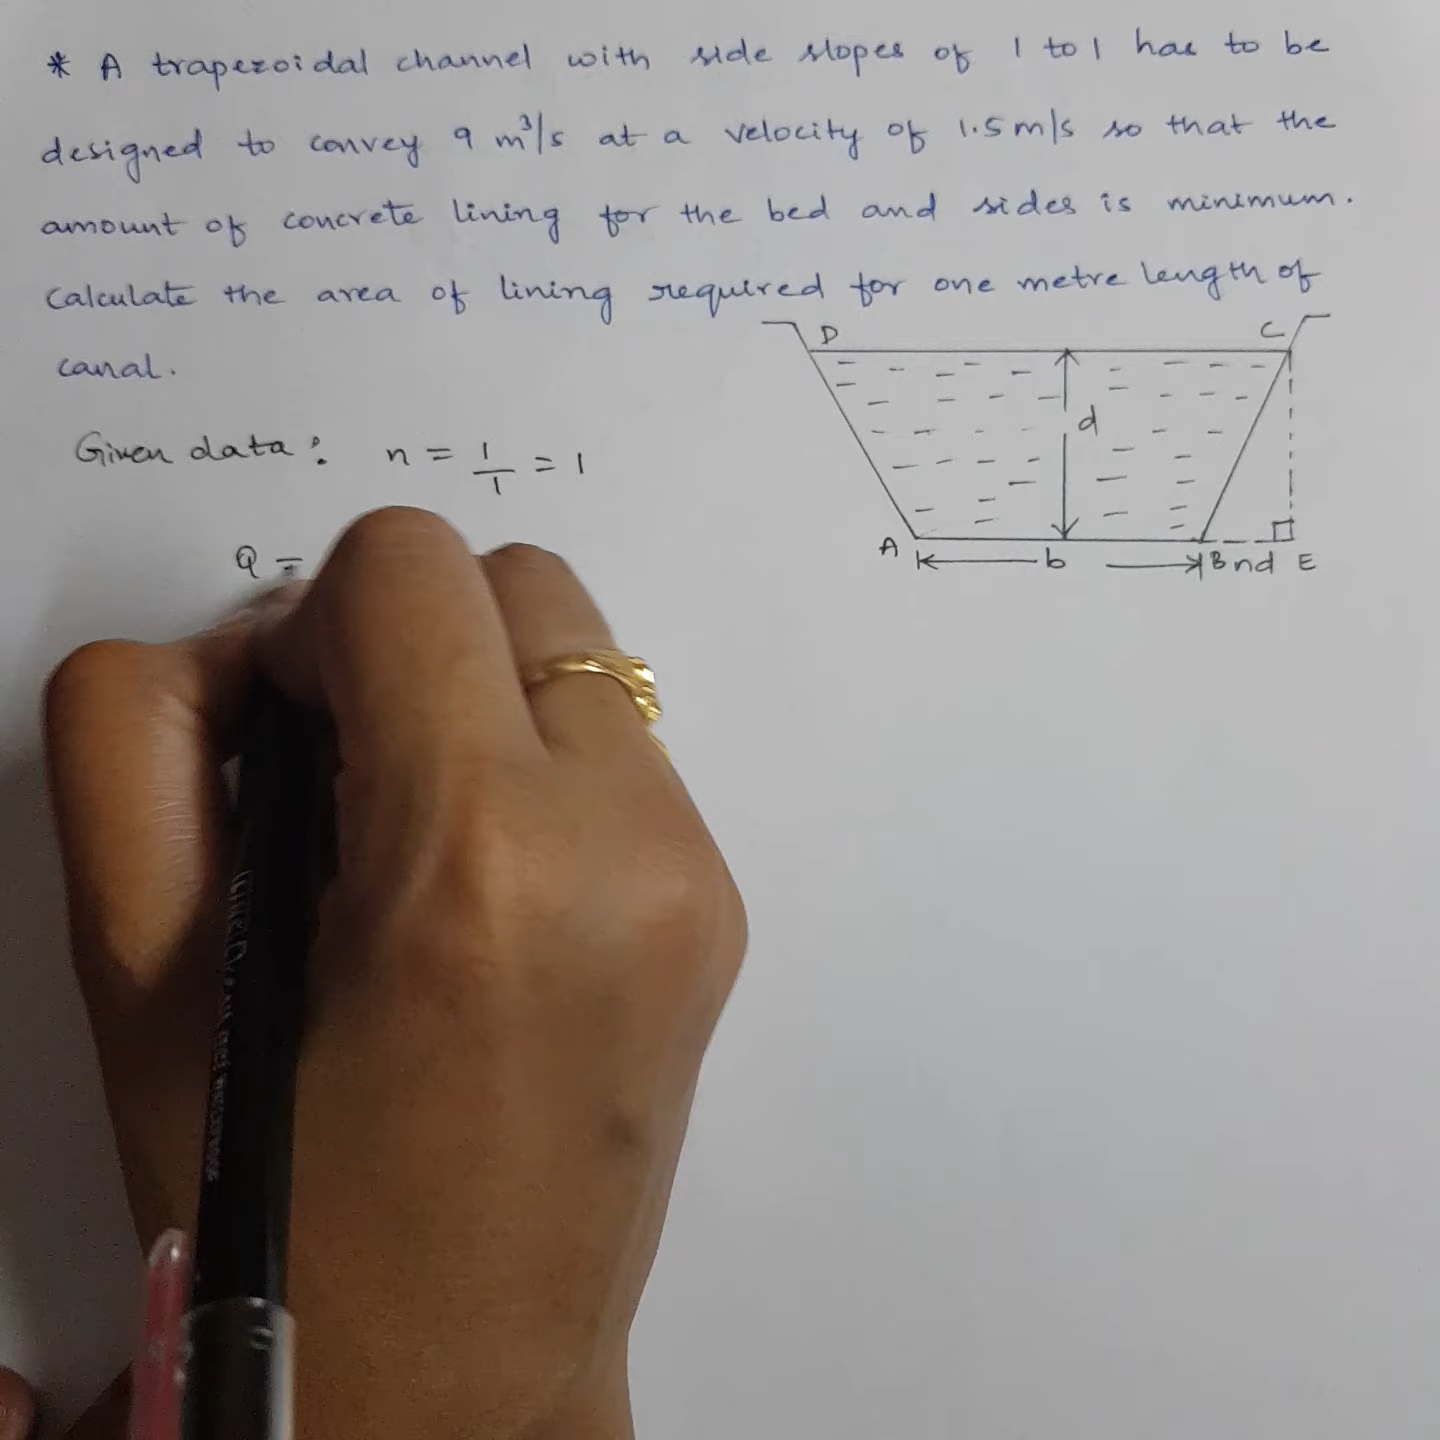 * A trapezoidal channel with side slopes of 1 to 1 has to be
designed to convey 9 m³/s at a velocity of 1.5 m/s so that the
amount of concrete lining for the bed and sides is minimum.
Calculate the area of lining required for one metre length of
canal.
D C
Given data : n = 1/1 = 1
d
Q =
A b B nd E